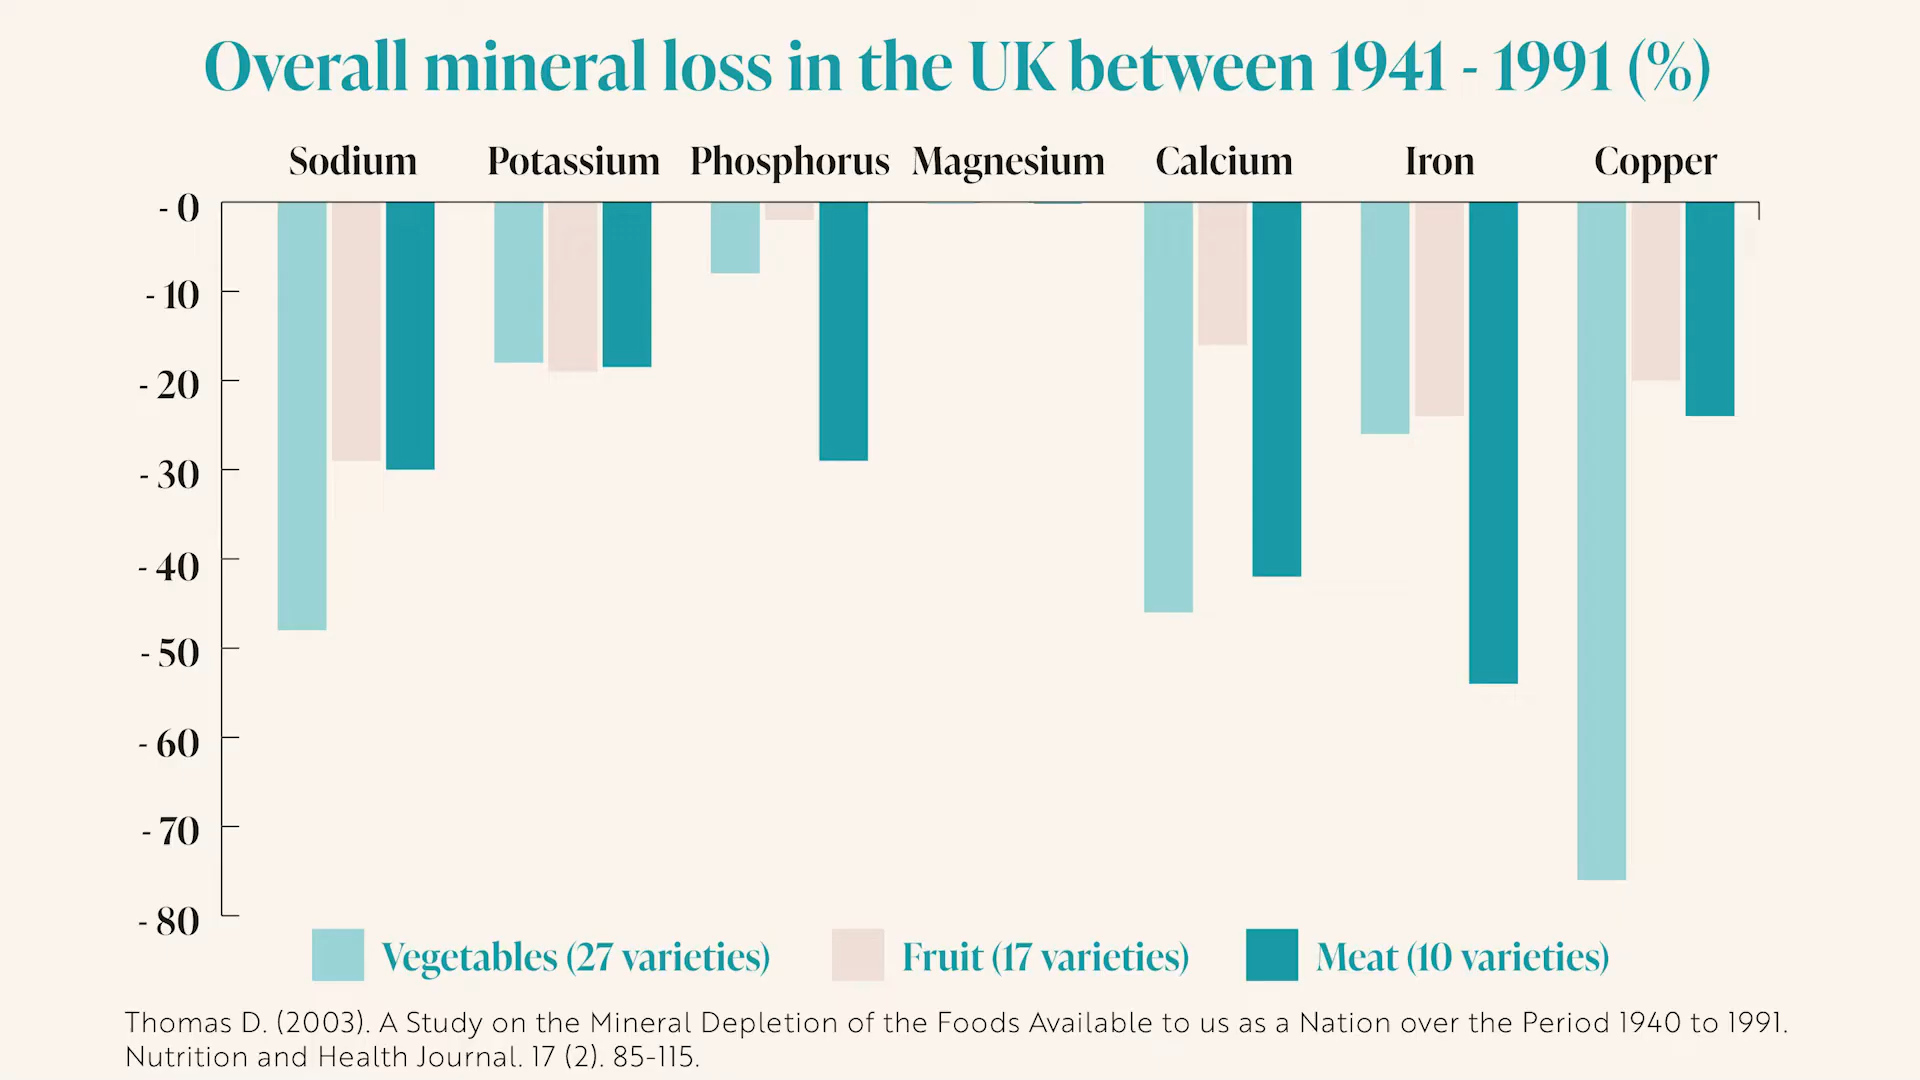 Overall mineral loss in the UK between 1941 - 1991 (%)
Sodium Potassium Phosphorus Magnesium Calcium Iron Copper
- 0
- 10
- 20
- 30
- 40
- 50
- 60
- 70
- 80
Vegetables (27 varieties) Fruit (17 varieties) Meat (10 varieties)
Thomas D. (2003). A Study on the Mineral Depletion of the Foods Available to us as a Nation over the Period 1940 to 1991.
Nutrition and Health Journal. 17 (2). 85-115.